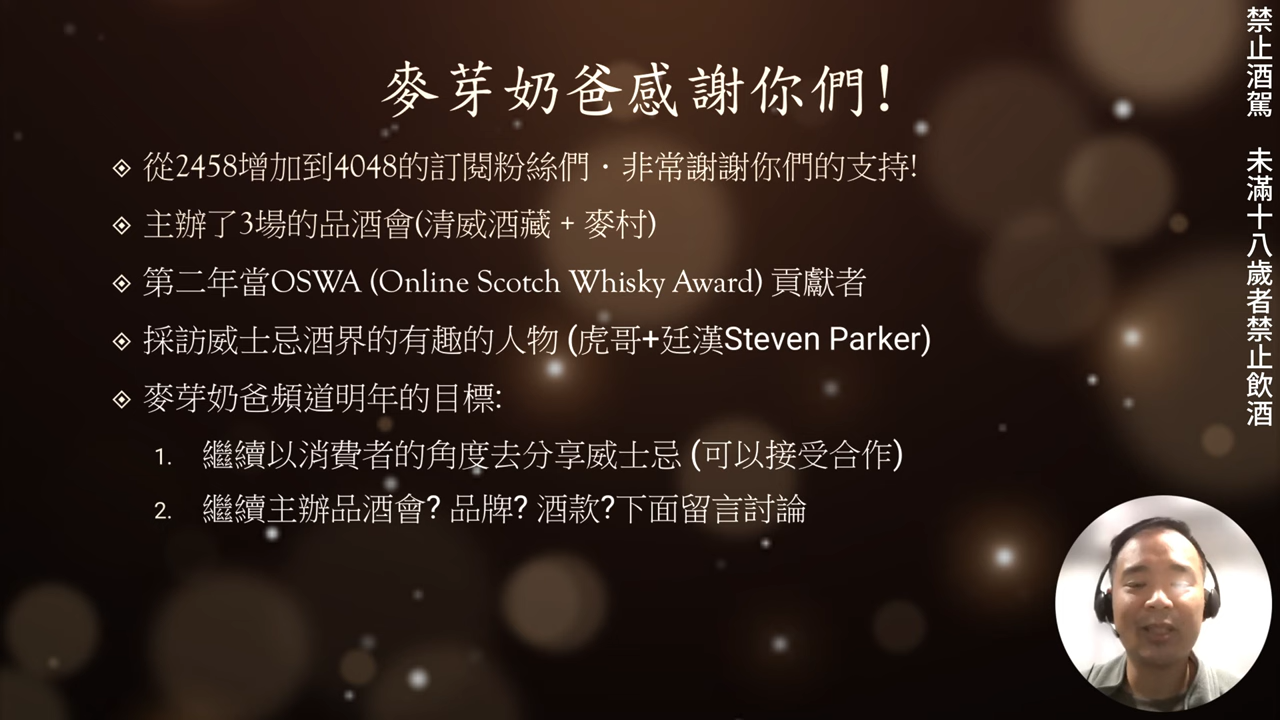 麥芽奶爸感謝你們!
從2458增加到4048的訂閱粉絲們．非常謝謝你們的支持!
主辦了3場的品酒會(清威酒藏 + 麥村)
第二年當OSWA (Online Scotch Whisky Award) 貢獻者
採訪威士忌酒界的有趣的人物 (虎哥+廷漢Steven Parker)
麥芽奶爸頻道明年的目標:
1. 繼續以消費者的角度去分享威士忌 (可以接受合作)
2. 繼續主辦品酒會? 品牌? 酒款?下面留言討論
禁止酒駕 未滿十八歲者禁止飲酒